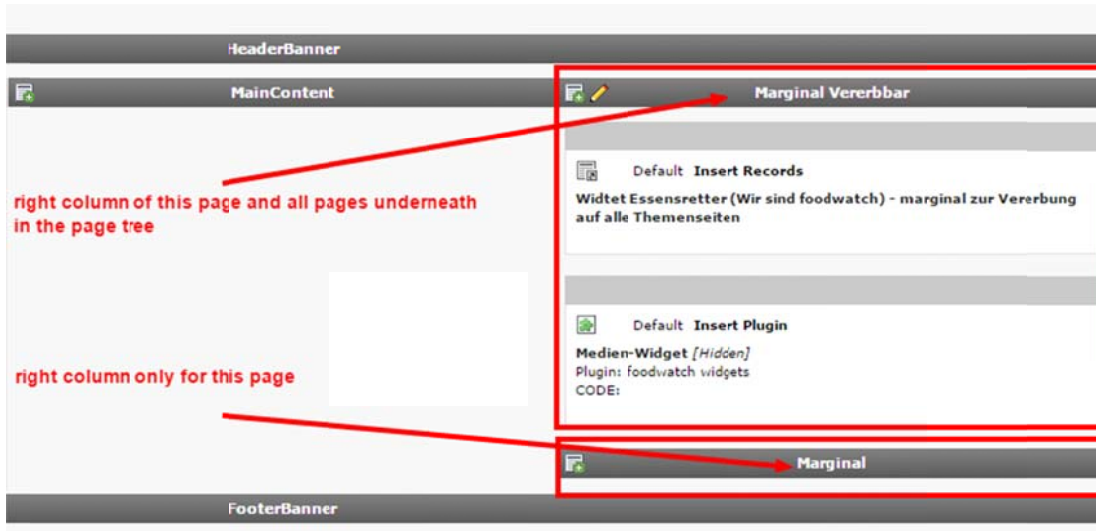 HeaderBanner
MainContent
Marginal Vererbbar
Default Insert Records
Widtet Essensretter (Wir sind foodwatch) - marginal zur Vererbung
auf alle Themenseiten
right column of this page and all pages underneath
in the page tree
Default Insert Plugin
Medien-Widget [Hidden]
Plugin: foodwatch widgets
CODE:
right column only for this page
Marginal
FooterBanner